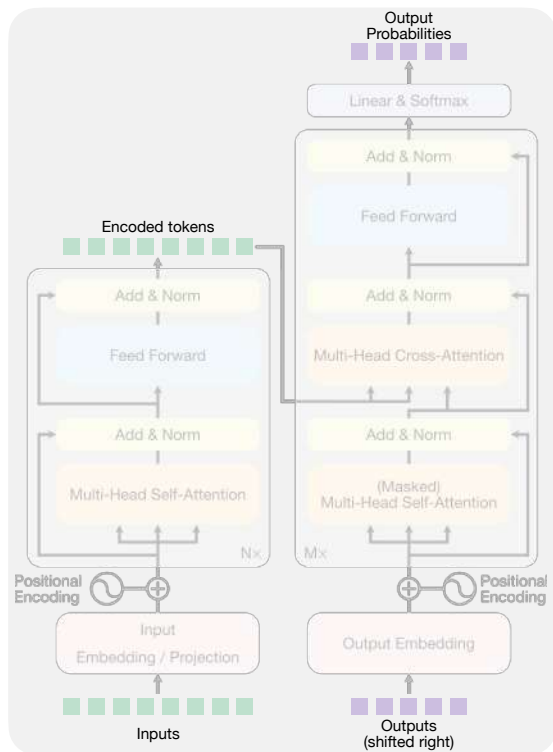 Output
Probabilities
Linear & Softmax
Add & Norm
Feed Forward
Add & Norm
Multi-Head Cross-Attention
Add & Norm
(Masked)
Multi-Head Self-Attention
M×
Positional
Encoding
Output Embedding
Outputs
(shifted right)
Encoded tokens
Add & Norm
Feed Forward
Add & Norm
Multi-Head Self-Attention
N×
Positional
Encoding
Input
Embedding / Projection
Inputs